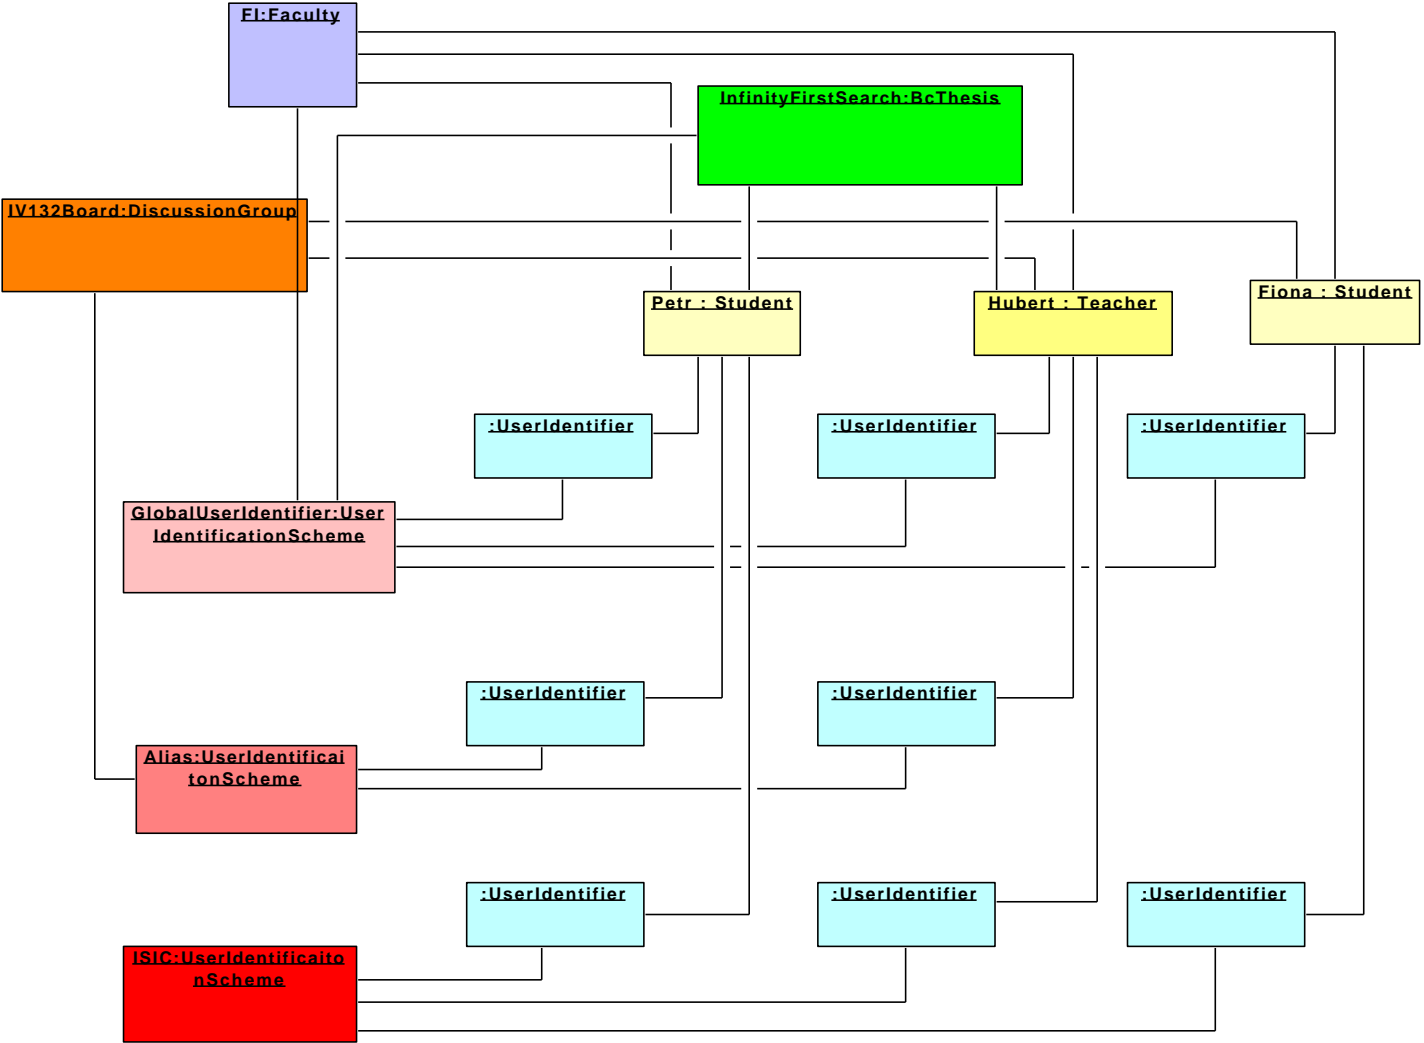 FI:Faculty
InfinityFirstSearch:BcThesis
IV132Board:DiscussionGroup
Petr : Student
Hubert : Teacher
Fiona : Student
:UserIdentifier
:UserIdentifier
:UserIdentifier
GlobalUserIdentifier:User
IdentificationScheme
:UserIdentifier
:UserIdentifier
Alias:UserIdentificai
tonScheme
:UserIdentifier
:UserIdentifier
:UserIdentifier
ISIC:UserIdentificaito
nScheme